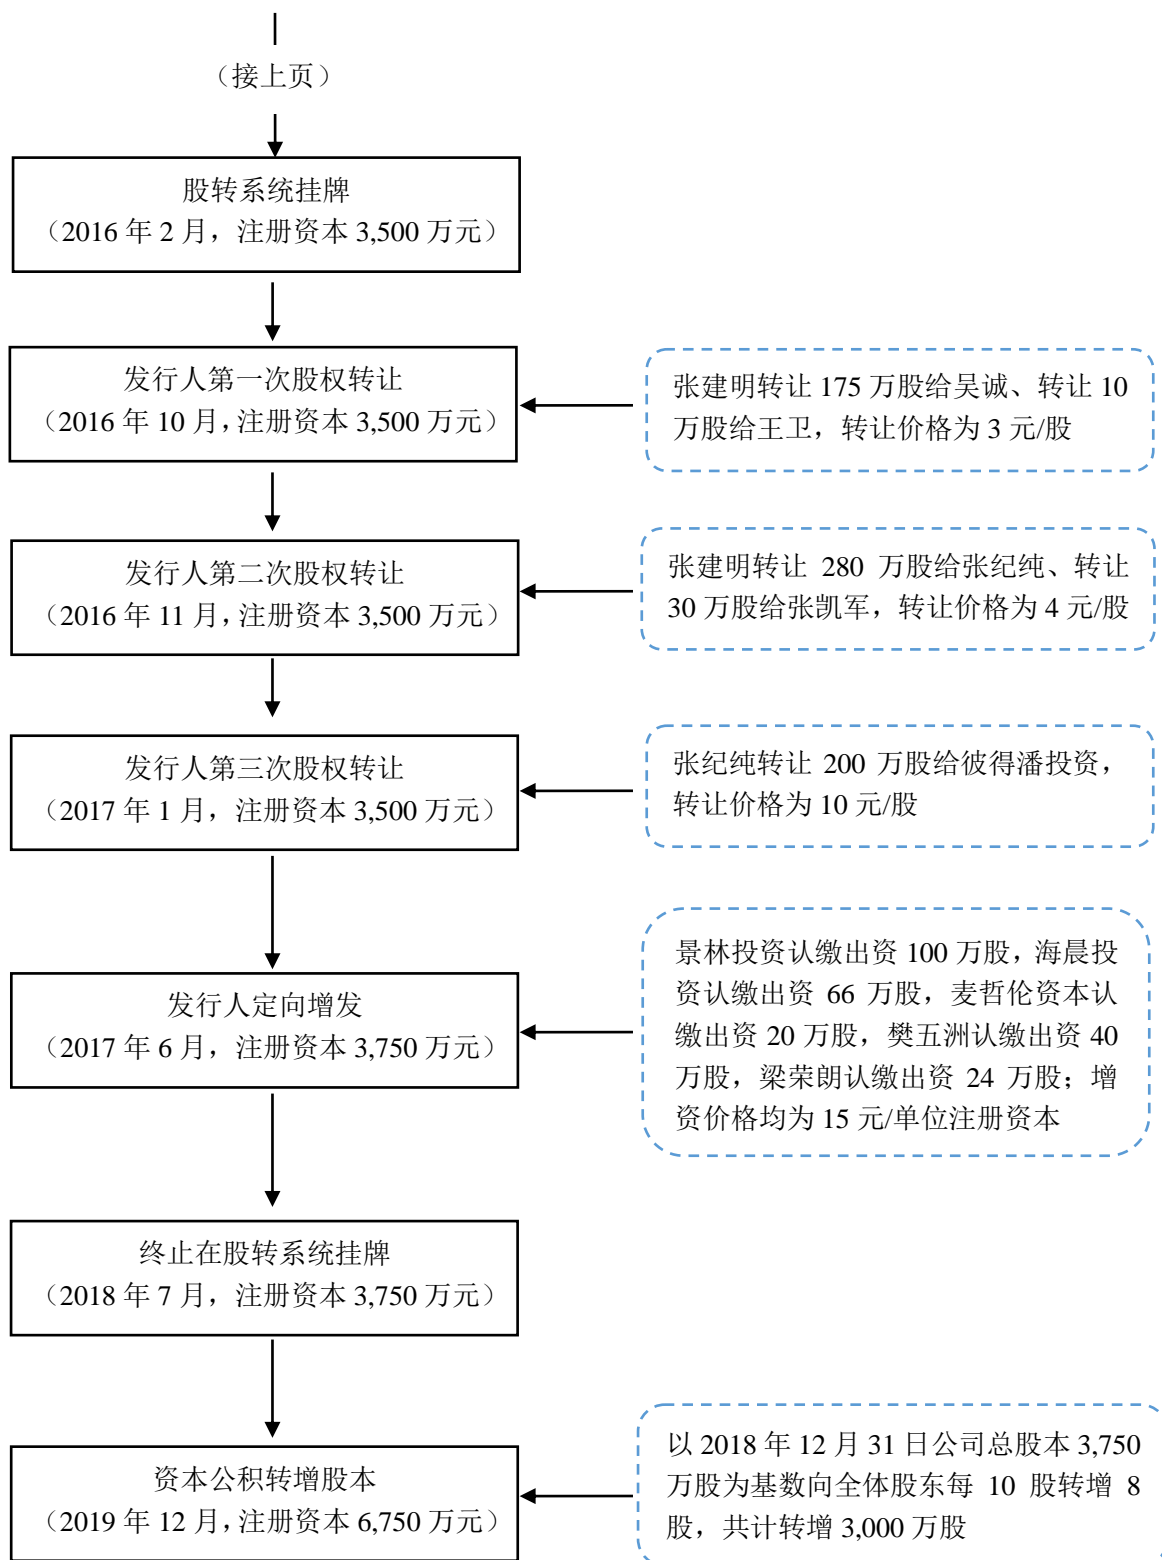 （接上页）
股转系统挂牌
（2016 年 2 月，注册资本 3,500 万元）
发行人第一次股权转让
（2016 年 10 月，注册资本 3,500 万元）
张建明转让 175 万股给吴诚、转让 10
万股给王卫，转让价格为 3 元/股
发行人第二次股权转让
（2016 年 11 月，注册资本 3,500 万元）
张建明转让 280 万股给张纪纯、转让
30 万股给张凯军，转让价格为 4 元/股
发行人第三次股权转让
（2017 年 1 月，注册资本 3,500 万元）
张纪纯转让 200 万股给彼得潘投资，
转让价格为 10 元/股
发行人定向增发
（2017 年 6 月，注册资本 3,750 万元）
景林投资认缴出资 100 万股，海晨投
资认缴出资 66 万股，麦哲伦资本认
缴出资 20 万股，樊五洲认缴出资 40
万股，梁荣朗认缴出资 24 万股；增
资价格均为 15 元/单位注册资本
终止在股转系统挂牌
（2018 年 7 月，注册资本 3,750 万元）
资本公积转增股本
（2019 年 12 月，注册资本 6,750 万元）
以 2018 年 12 月 31 日公司总股本 3,750
万股为基数向全体股东每 10 股转增 8
股，共计转增 3,000 万股